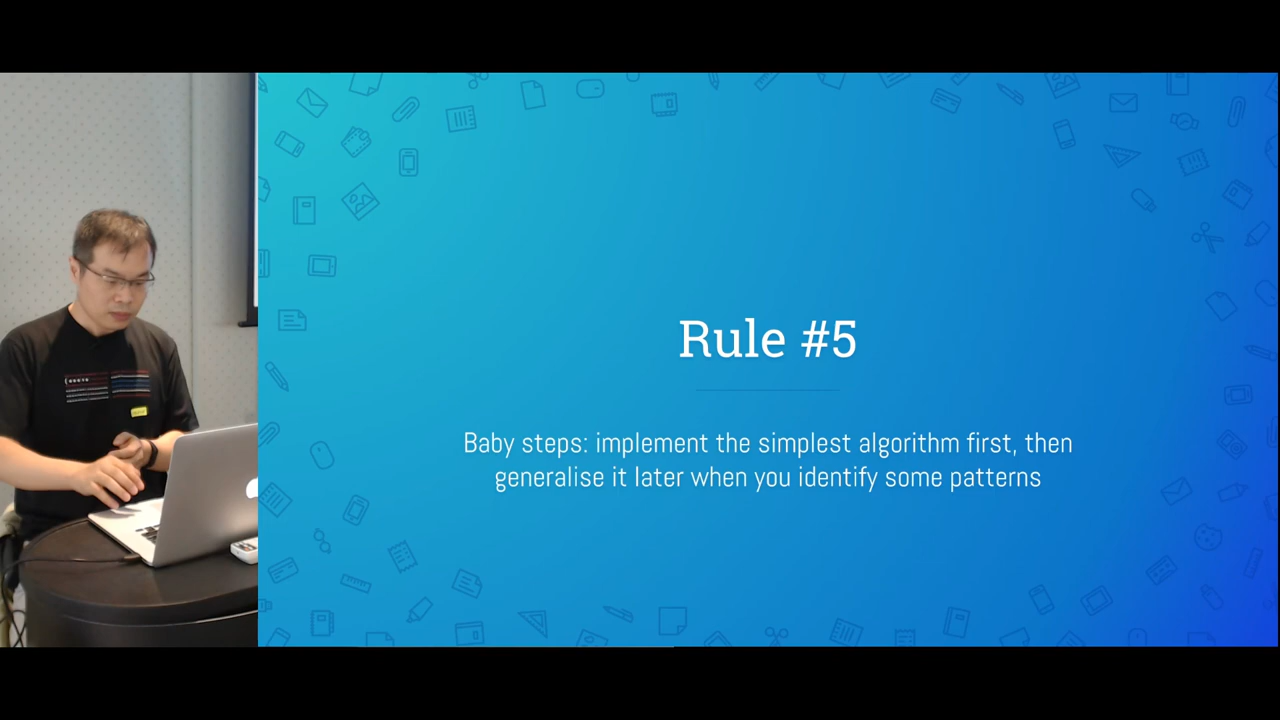 Rule #5
Baby steps: implement the simplest algorithm first, then
generalise it later when you identify some patterns